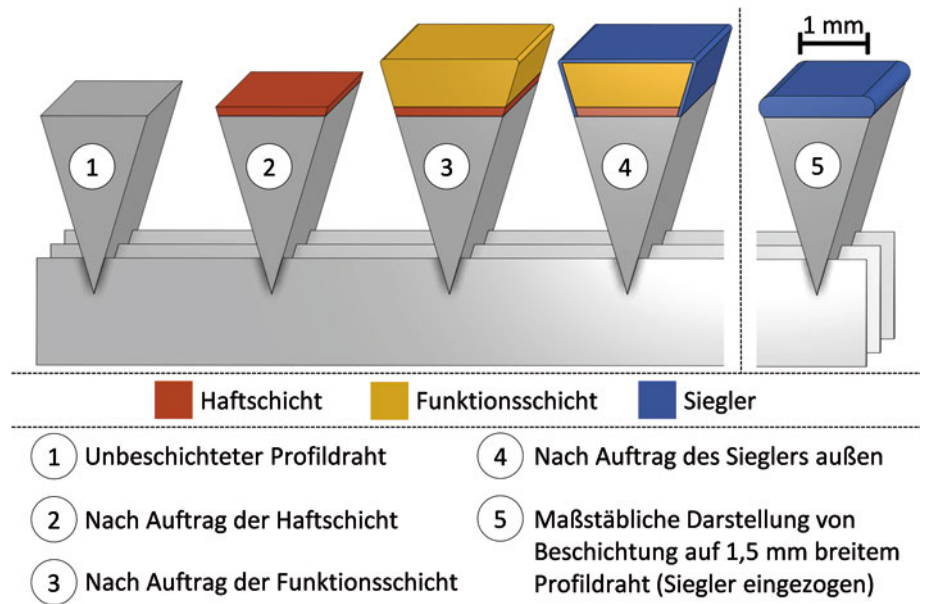 1 mm
1 2 3 4 5
Haftschicht Funktionsschicht Siegler
1 Unbeschichteter Profildraht
2 Nach Auftrag der Haftschicht
3 Nach Auftrag der Funktionsschicht
4 Nach Auftrag des Sieglers außen
5 Maßstäbliche Darstellung von
Beschichtung auf 1,5 mm breitem
Profildraht (Siegler eingezogen)